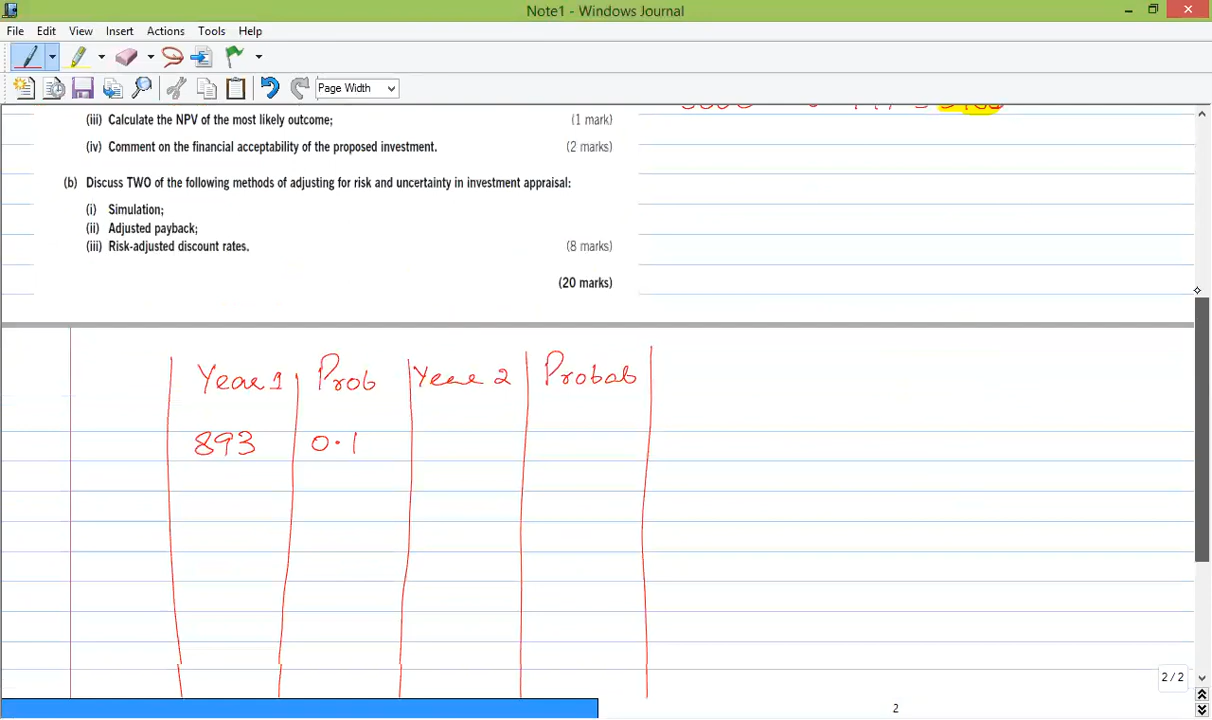 Note1 - Windows Journal
File Edit View Insert Actions Tools Help
Page Width
(iii) Calculate the NPV of the most likely outcome; (1 mark)
(iv) Comment on the financial acceptability of the proposed investment. (2 marks)
(b) Discuss TWO of the following methods of adjusting for risk and uncertainty in investment appraisal:
(i) Simulation;
(ii) Adjusted payback;
(iii) Risk-adjusted discount rates. (8 marks)
(20 marks)
Year 1 Prob Year 2 Probab
893 0.1
2 / 2
2